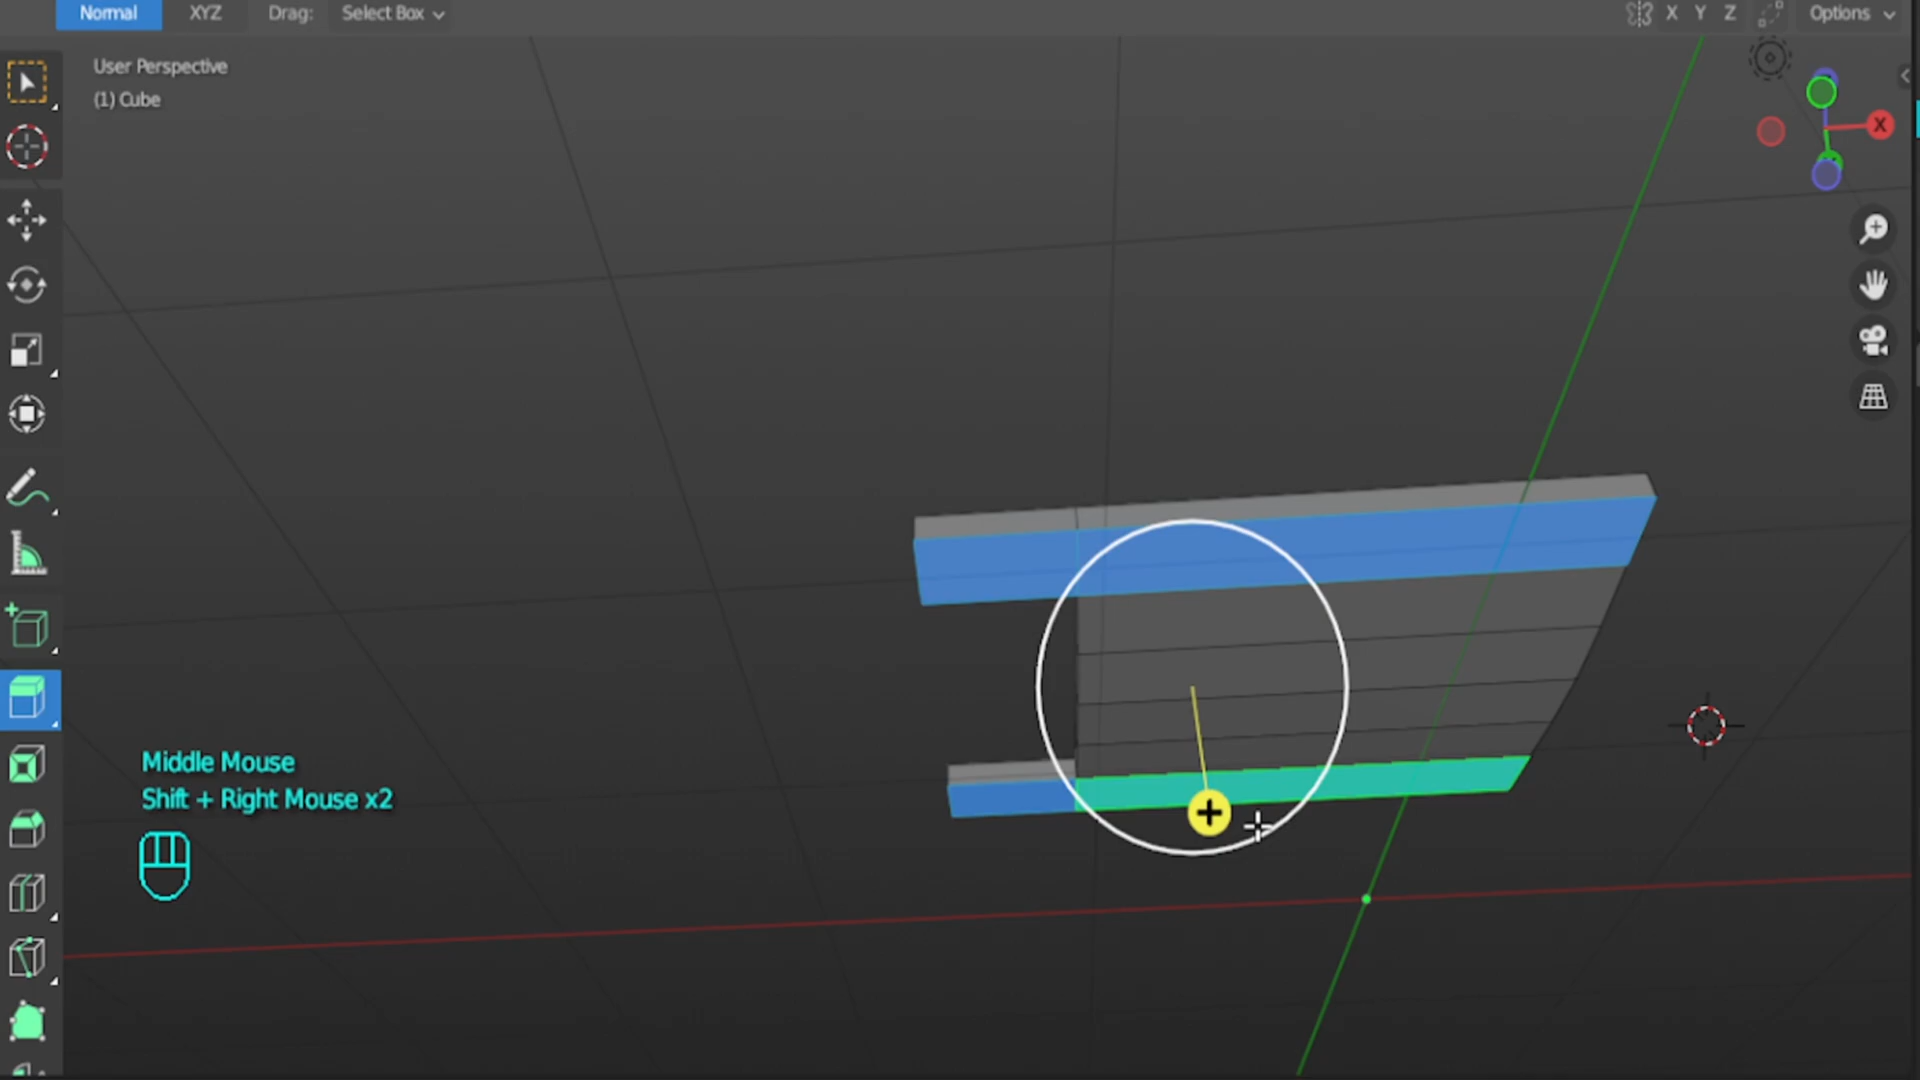 Normal XYZ Drag: Select Box X Y Z Options
User Perspective
(1) Cube
X
Middle Mouse
Shift + Right Mouse x2